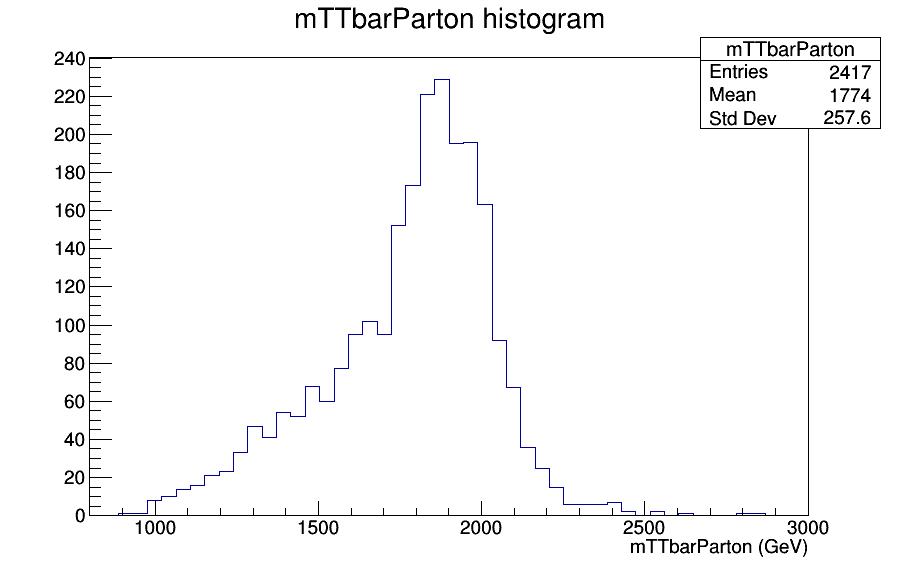 mTTbarParton histogram
mTTbarParton
Entries 2417
Mean 1774
Std Dev 257.6
240
220
200
180
160
140
120
100
80
60
40
20
0
1000 1500 2000 2500 3000
mTTbarParton (GeV)